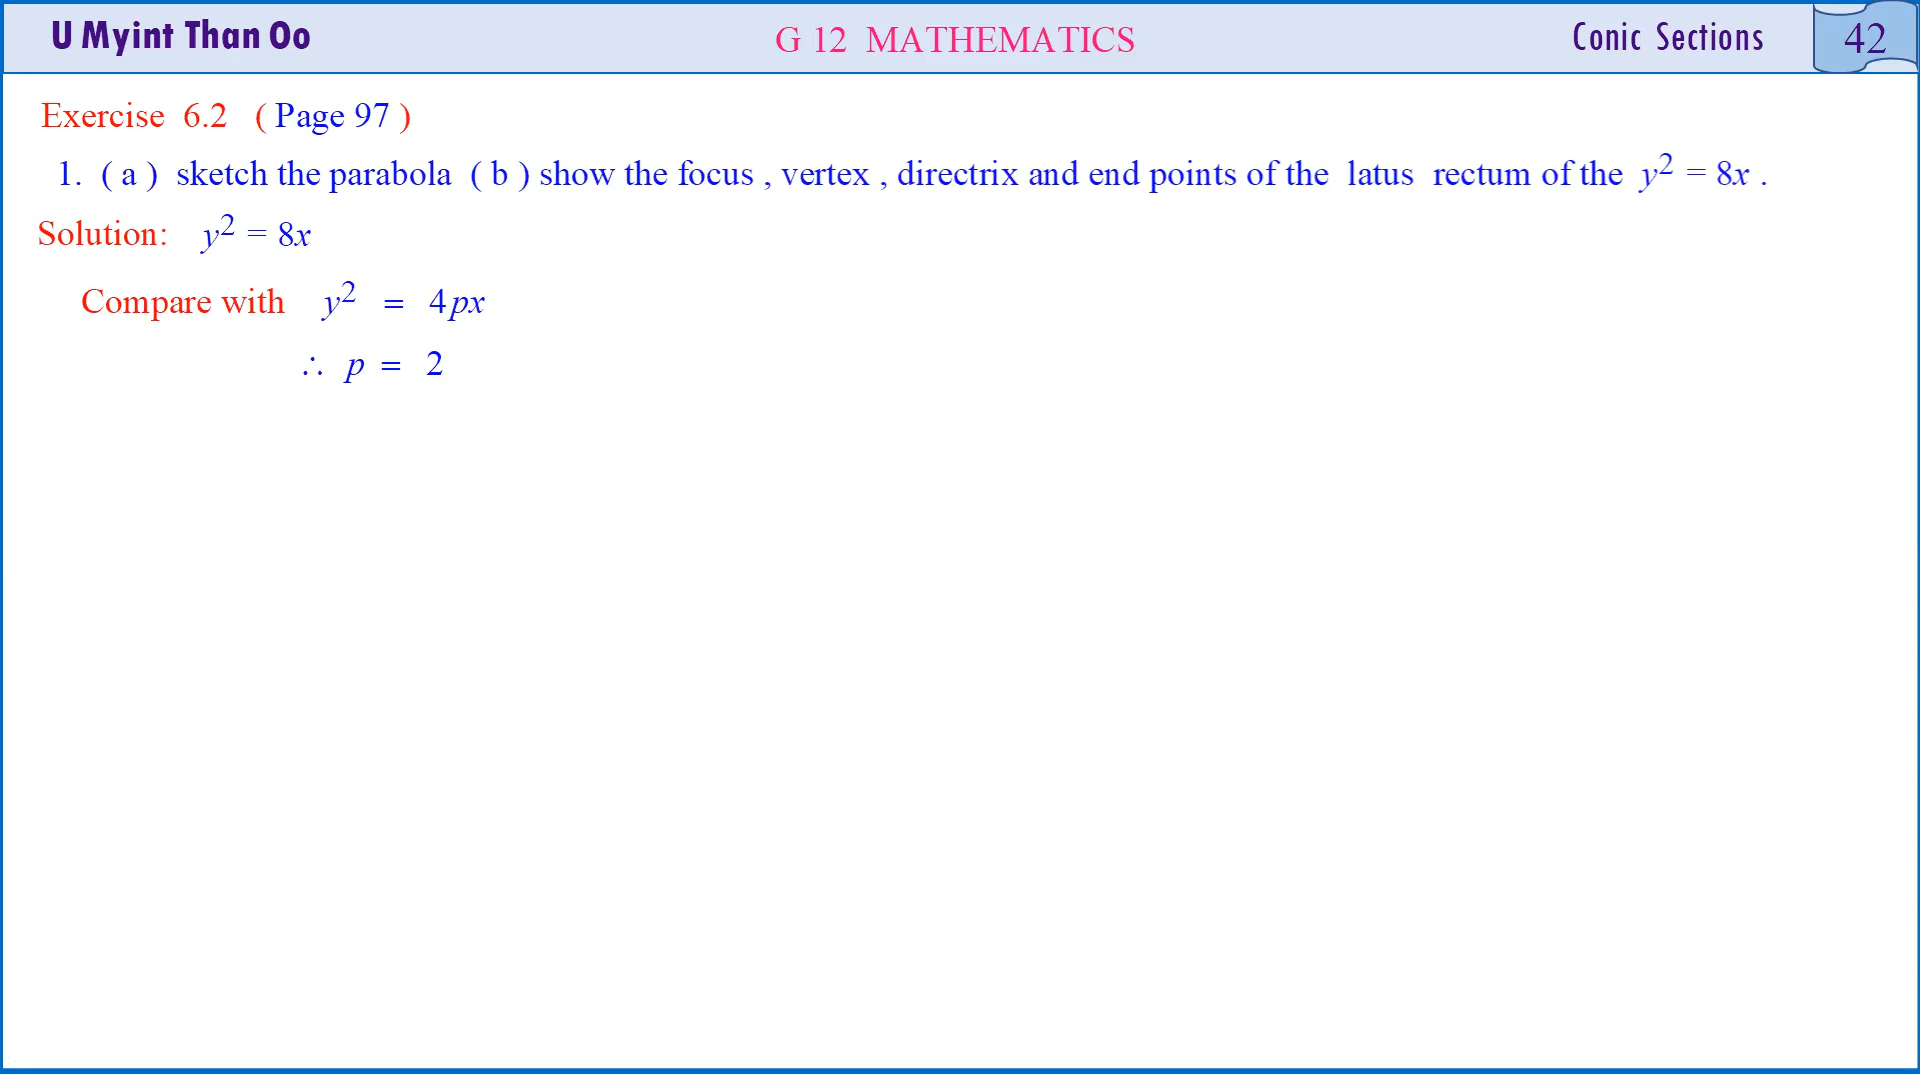 U Myint Than Oo G 12 MATHEMATICS Conic Sections 42
Exercise 6.2 ( Page 97 )
1. ( a ) sketch the parabola ( b ) show the focus , vertex , directrix and end points of the latus rectum of the y² = 8x .
Solution: y² = 8x
Compare with y² = 4px
∴ p = 2